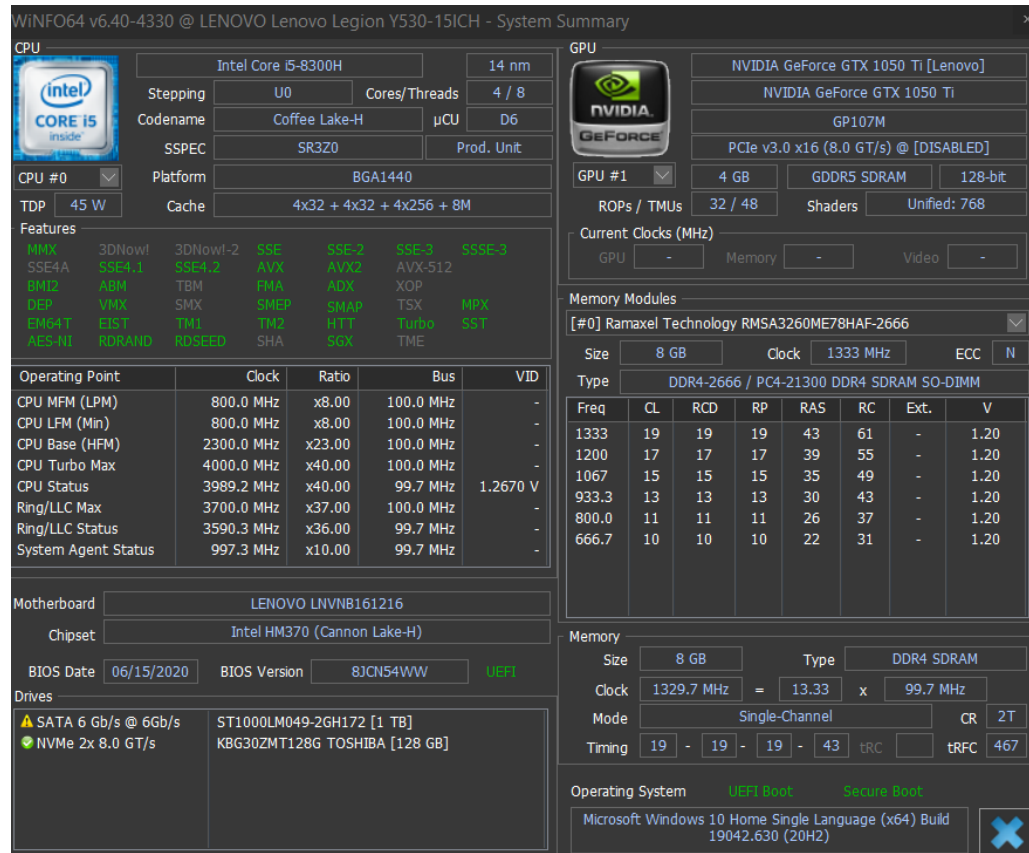 WiNFO64 v6.40-4330 @ LENOVO Lenovo Legion Y530-15ICH - System Summary
CPU
intel
CORE i5
inside
Intel Core i5-8300H
14 nm
Stepping U0 Cores/Threads 4 / 8
Codename Coffee Lake-H µCU D6
SSPEC SR3Z0 Prod. Unit
CPU #0 Platform BGA1440
TDP 45 W Cache 4x32 + 4x32 + 4x256 + 8M
Features
MMX 3DNow! 3DNow!-2 SSE SSE-2 SSE-3 SSSE-3
SSE4A SSE4.1 SSE4.2 AVX AVX2 AVX-512
BMI2 ABM TBM FMA ADX XOP
DEP VMX SMX SMEP SMAP TSX MPX
EM64T EIST TM1 TM2 HTT Turbo SST
AES-NI RDRAND RDSEED SHA SGX TME
Operating Point Clock Ratio Bus VID
CPU MFM (LPM) 800.0 MHz x8.00 100.0 MHz -
CPU LFM (Min) 800.0 MHz x8.00 100.0 MHz -
CPU Base (HFM) 2300.0 MHz x23.00 100.0 MHz -
CPU Turbo Max 4000.0 MHz x40.00 100.0 MHz -
CPU Status 3989.2 MHz x40.00 99.7 MHz 1.2670 V
Ring/LLC Max 3700.0 MHz x37.00 100.0 MHz -
Ring/LLC Status 3590.3 MHz x36.00 99.7 MHz -
System Agent Status 997.3 MHz x10.00 99.7 MHz -
Motherboard LENOVO LNVNB161216
Chipset Intel HM370 (Cannon Lake-H)
BIOS Date 06/15/2020 BIOS Version 8JCN54WW UEFI
Drives
SATA 6 Gb/s @ 6Gb/s ST1000LM049-2GH172 [1 TB]
NVMe 2x 8.0 GT/s KBG30ZMT128G TOSHIBA [128 GB]
GPU
NVIDIA.
GEFORCE
NVIDIA GeForce GTX 1050 Ti [Lenovo]
NVIDIA GeForce GTX 1050 Ti
GP107M
PCIe v3.0 x16 (8.0 GT/s) @ [DISABLED]
GPU #1 4 GB GDDR5 SDRAM 128-bit
ROPs / TMUs 32 / 48 Shaders Unified: 768
Current Clocks (MHz)
GPU - Memory - Video -
Memory Modules
[#0] Ramaxel Technology RMSA3260ME78HAF-2666
Size 8 GB Clock 1333 MHz ECC N
Type DDR4-2666 / PC4-21300 DDR4 SDRAM SO-DIMM
Freq CL RCD RP RAS RC Ext. V
1333 19 19 19 43 61 - 1.20
1200 17 17 17 39 55 - 1.20
1067 15 15 15 35 49 - 1.20
933.3 13 13 13 30 43 - 1.20
800.0 11 11 11 26 37 - 1.20
666.7 10 10 10 22 31 - 1.20
Memory
Size 8 GB Type DDR4 SDRAM
Clock 1329.7 MHz = 13.33 x 99.7 MHz
Mode Single-Channel CR 2T
Timing 19 - 19 - 19 - 43 tRC tRFC 467
Operating System UEFI Boot Secure Boot
Microsoft Windows 10 Home Single Language (x64) Build
19042.630 (20H2)